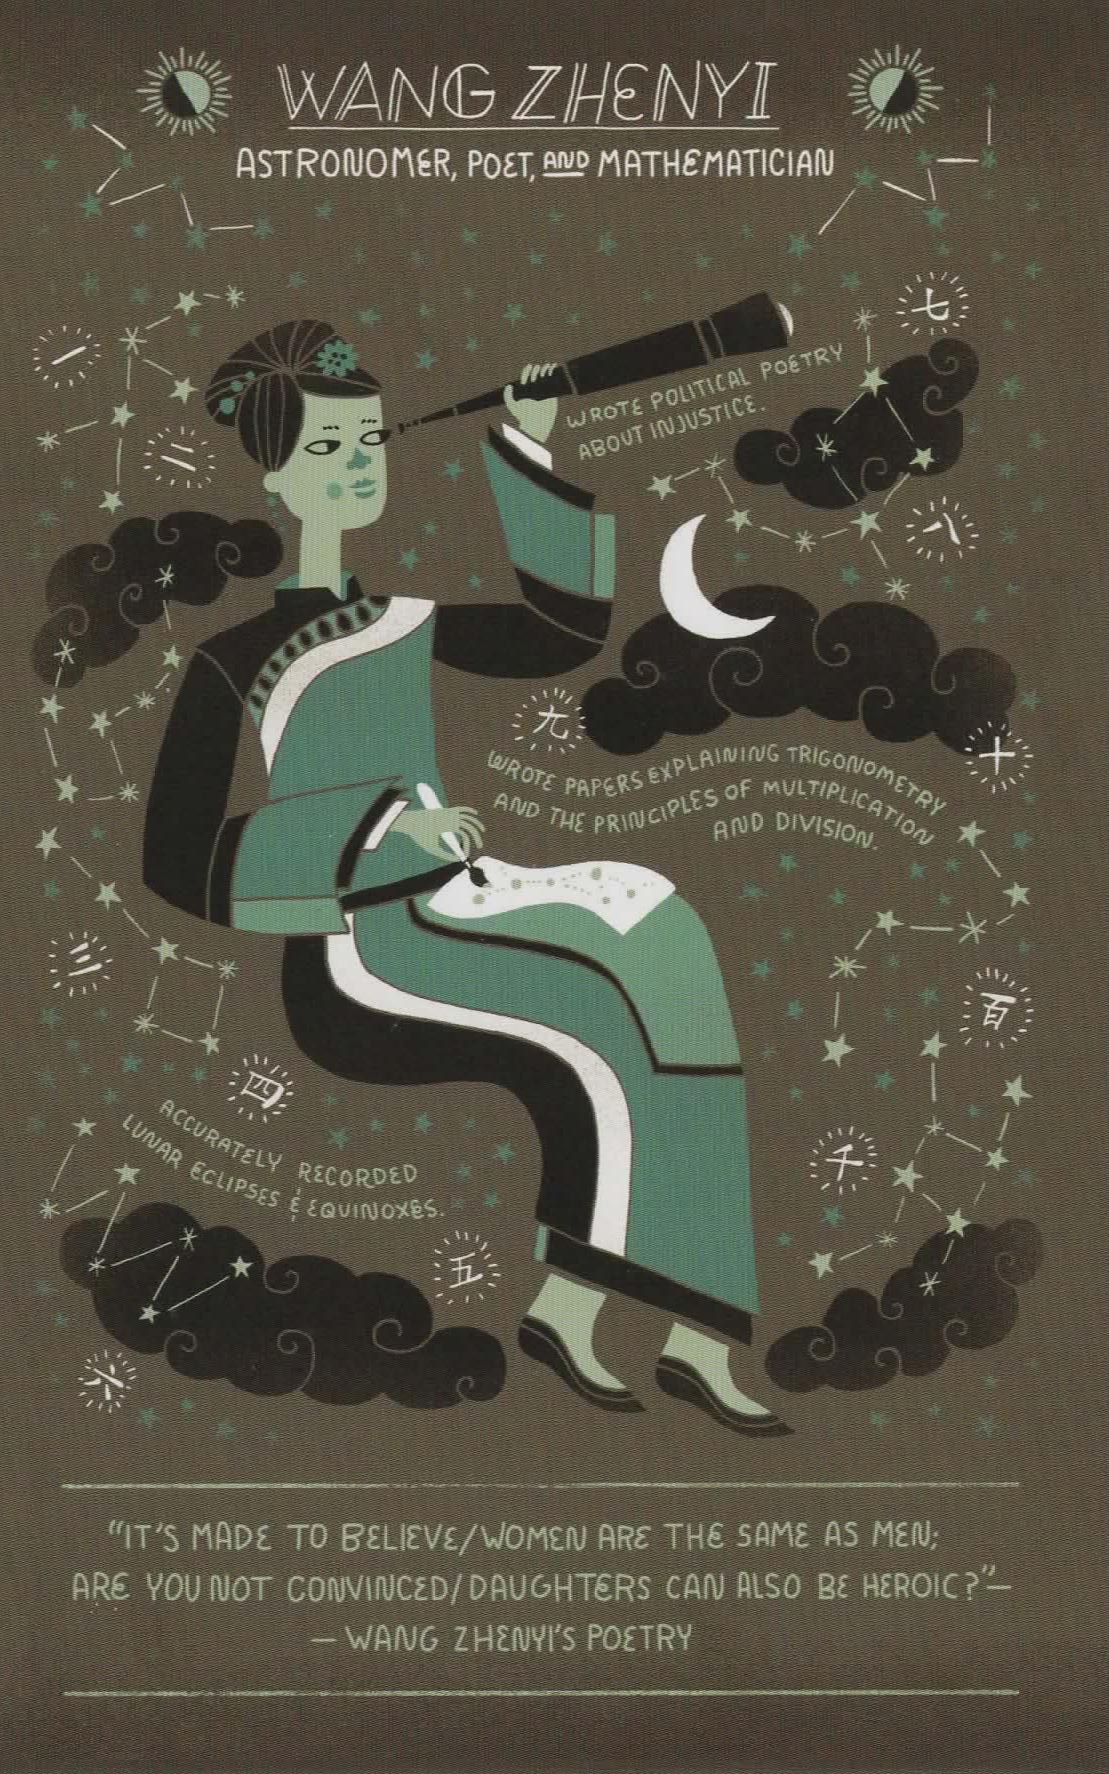 WANG ZHENYI
ASTRONOMER, POET, AND MATHEMATICIAN
一
二
七
WROTE POLITICAL POETRY
ABOUT INJUSTICE.
八
九
十
WROTE PAPERS EXPLAINING TRIGONOMETRY
AND THE PRINCIPLES OF MULTIPLICATION
AND DIVISION.
三
百
四
ACCURATELY RECORDED
LUNAR ECLIPSES & EQUINOXES.
千
五
六
"IT'S MADE TO BELIEVE/WOMEN ARE THE SAME AS MEN;
ARE YOU NOT CONVINCED/DAUGHTERS CAN ALSO BE HEROIC?"—
— WANG ZHENYI'S POETRY